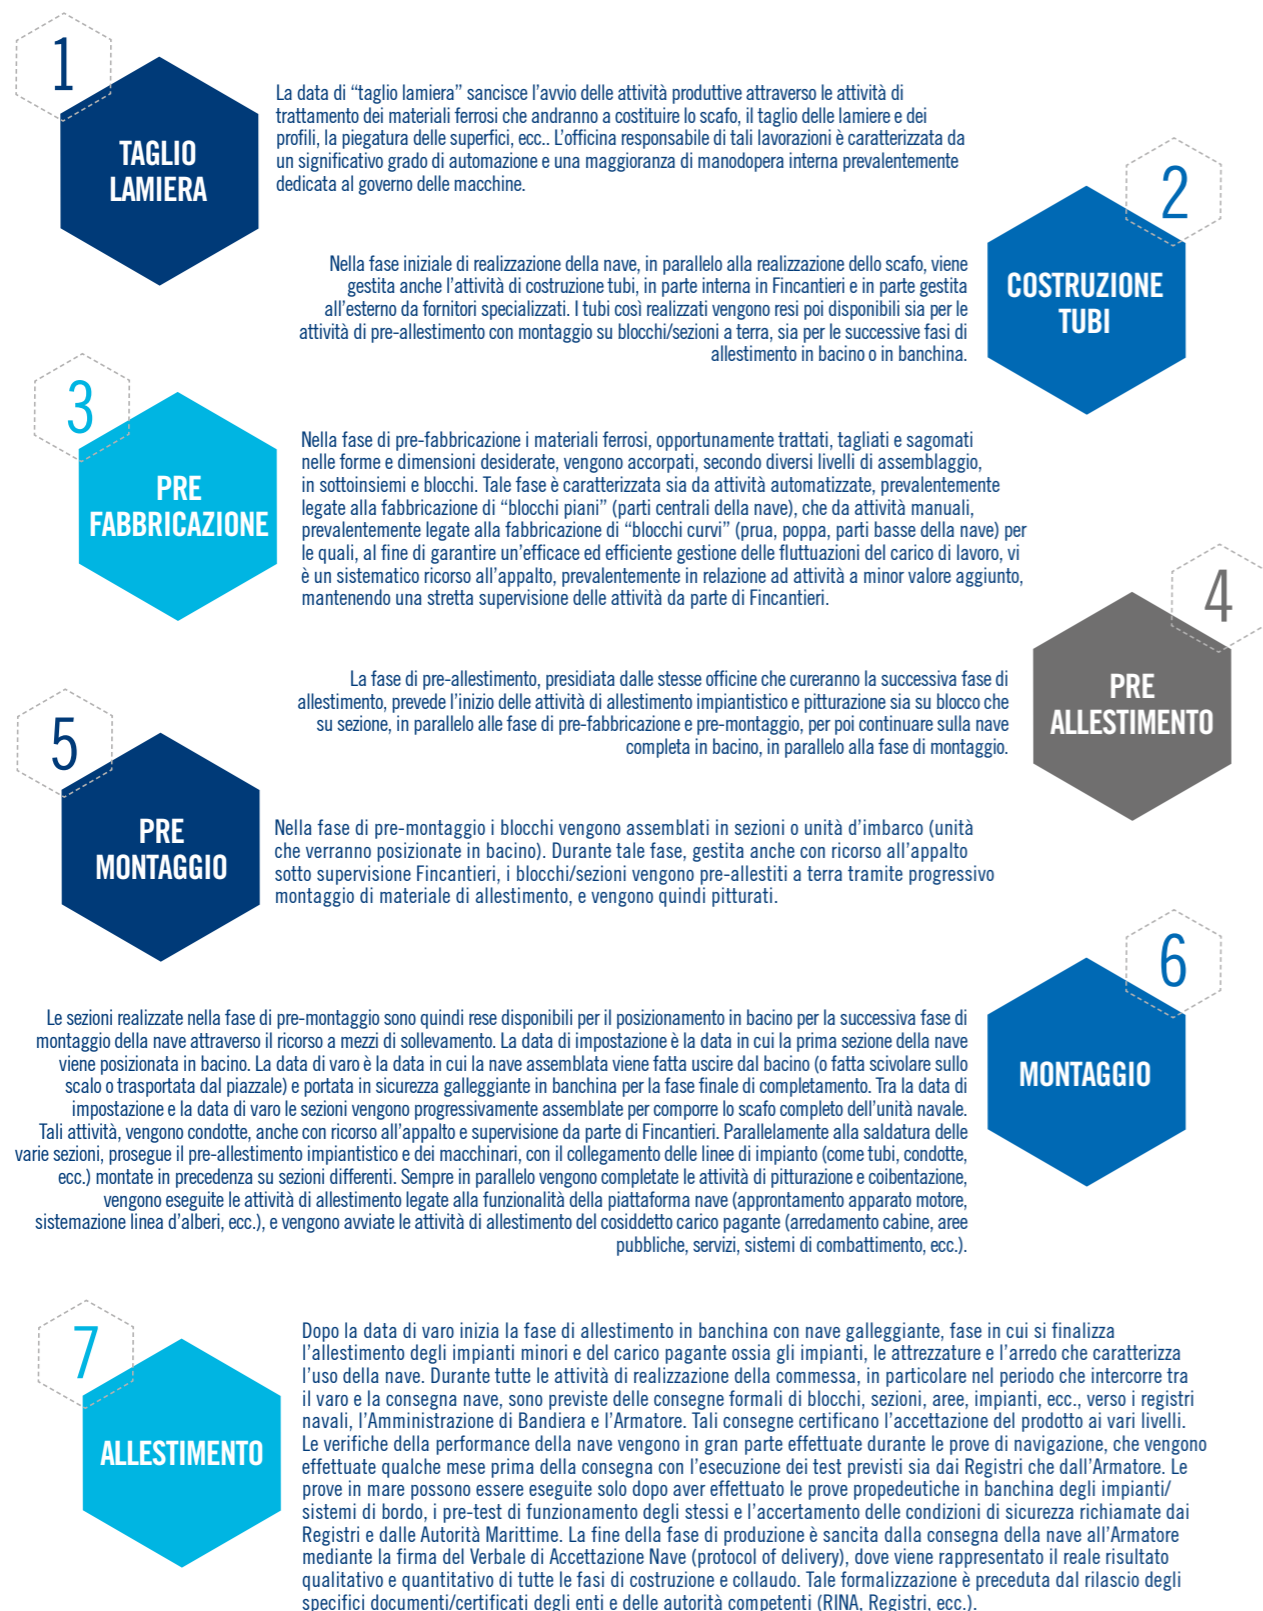 1
TAGLIO
LAMIERA
La data di “taglio lamiera” sancisce l’avvio delle attività produttive attraverso le attività di
trattamento dei materiali ferrosi che andranno a costituire lo scafo, il taglio delle lamiere e dei
profili, la piegatura delle superfici, ecc.. L’officina responsabile di tali lavorazioni è caratterizzata da
un significativo grado di automazione e una maggioranza di manodopera interna prevalentemente
dedicata al governo delle macchine.
2
COSTRUZIONE
TUBI
Nella fase iniziale di realizzazione della nave, in parallelo alla realizzazione dello scafo, viene
gestita anche l’attività di costruzione tubi, in parte interna in Fincantieri e in parte gestita
all’esterno da fornitori specializzati. I tubi così realizzati vengono resi poi disponibili sia per le
attività di pre-allestimento con montaggio su blocchi/sezioni a terra, sia per le successive fasi di
allestimento in bacino o in banchina.
3
PRE
FABBRICAZIONE
Nella fase di pre-fabbricazione i materiali ferrosi, opportunamente trattati, tagliati e sagomati
nelle forme e dimensioni desiderate, vengono accorpati, secondo diversi livelli di assemblaggio,
in sottoinsiemi e blocchi. Tale fase è caratterizzata sia da attività automatizzate, prevalentemente
legate alla fabbricazione di “blocchi piani” (parti centrali della nave), che da attività manuali,
prevalentemente legate alla fabbricazione di “blocchi curvi” (prua, poppa, parti basse della nave) per
le quali, al fine di garantire un’efficace ed efficiente gestione delle fluttuazioni del carico di lavoro, vi
è un sistematico ricorso all’appalto, prevalentemente in relazione ad attività a minor valore aggiunto,
mantenendo una stretta supervisione delle attività da parte di Fincantieri.
4
PRE
ALLESTIMENTO
La fase di pre-allestimento, presidiata dalle stesse officine che cureranno la successiva fase di
allestimento, prevede l’inizio delle attività di allestimento impiantistico e pitturazione sia su blocco che
su sezione, in parallelo alle fase di pre-fabbricazione e pre-montaggio, per poi continuare sulla nave
completa in bacino, in parallelo alla fase di montaggio.
5
PRE
MONTAGGIO
Nella fase di pre-montaggio i blocchi vengono assemblati in sezioni o unità d’imbarco (unità
che verranno posizionate in bacino). Durante tale fase, gestita anche con ricorso all’appalto
sotto supervisione Fincantieri, i blocchi/sezioni vengono pre-allestiti a terra tramite progressivo
montaggio di materiale di allestimento, e vengono quindi pitturati.
6
MONTAGGIO
Le sezioni realizzate nella fase di pre-montaggio sono quindi rese disponibili per il posizionamento in bacino per la successiva fase di
montaggio della nave attraverso il ricorso a mezzi di sollevamento. La data di impostazione è la data in cui la prima sezione della nave
viene posizionata in bacino. La data di varo è la data in cui la nave assemblata viene fatta uscire dal bacino (o fatta scivolare sullo
scalo o trasportata dal piazzale) e portata in sicurezza galleggiante in banchina per la fase finale di completamento. Tra la data di
impostazione e la data di varo le sezioni vengono progressivamente assemblate per comporre lo scafo completo dell’unità navale.
Tali attività, vengono condotte, anche con ricorso all’appalto e supervisione da parte di Fincantieri. Parallelamente alla saldatura delle
varie sezioni, prosegue il pre-allestimento impiantistico e dei macchinari, con il collegamento delle linee di impianto (come tubi, condotte,
ecc.) montate in precedenza su sezioni differenti. Sempre in parallelo vengono completate le attività di pitturazione e coibentazione,
vengono eseguite le attività di allestimento legate alla funzionalità della piattaforma nave (approntamento apparato motore,
sistemazione linea d’alberi, ecc.), e vengono avviate le attività di allestimento del cosiddetto carico pagante (arredamento cabine, aree
pubbliche, servizi, sistemi di combattimento, ecc.).
7
ALLESTIMENTO
Dopo la data di varo inizia la fase di allestimento in banchina con nave galleggiante, fase in cui si finalizza
l’allestimento degli impianti minori e del carico pagante ossia gli impianti, le attrezzature e l’arredo che caratterizza
l’uso della nave. Durante tutte le attività di realizzazione della commessa, in particolare nel periodo che intercorre tra
il varo e la consegna nave, sono previste delle consegne formali di blocchi, sezioni, aree, impianti, ecc., verso i registri
navali, l’Amministrazione di Bandiera e l’Armatore. Tali consegne certificano l’accettazione del prodotto ai vari livelli.
Le verifiche della performance della nave vengono in gran parte effettuate durante le prove di navigazione, che vengono
effettuate qualche mese prima della consegna con l’esecuzione dei test previsti sia dai Registri che dall’Armatore. Le
prove in mare possono essere eseguite solo dopo aver effettuato le prove propedeutiche in banchina degli impianti/
sistemi di bordo, i pre-test di funzionamento degli stessi e l’accertamento delle condizioni di sicurezza richiamate dai
Registri e dalle Autorità Marittime. La fine della fase di produzione è sancita dalla consegna della nave all’Armatore
mediante la firma del Verbale di Accettazione Nave (protocol of delivery), dove viene rappresentato il reale risultato
qualitativo e quantitativo di tutte le fasi di costruzione e collaudo. Tale formalizzazione è preceduta dal rilascio degli
specifici documenti/certificati degli enti e delle autorità competenti (RINA, Registri, ecc.).